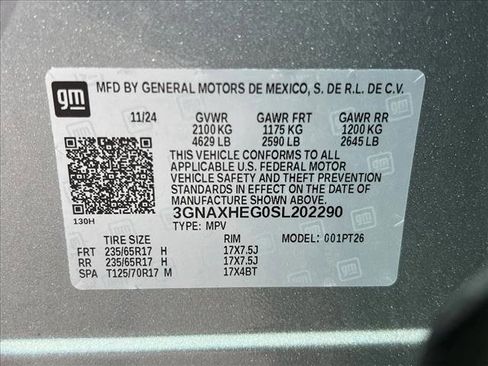 gm
MFD BY GENERAL MOTORS DE MEXICO, S. DE R.L. DE C.V.
11/24 GVWR GAWR FRT GAWR RR
2100 KG 1175 KG 1200 KG
4629 LB 2590 LB 2645 LB
THIS VEHICLE CONFORMS TO ALL
APPLICABLE U.S. FEDERAL MOTOR
VEHICLE SAFETY AND THEFT PREVENTION
STANDARDS IN EFFECT ON THE DATE OF
MANUFACTURE SHOWN ABOVE.
3GNAXHEG0SL202290
130H TYPE: MPV
TIRE SIZE RIM MODEL: 001PT26
FRT 235/65R17 H 17X7.5J
RR 235/65R17 H 17X7.5J
SPA T125/70R17 M 17X4BT